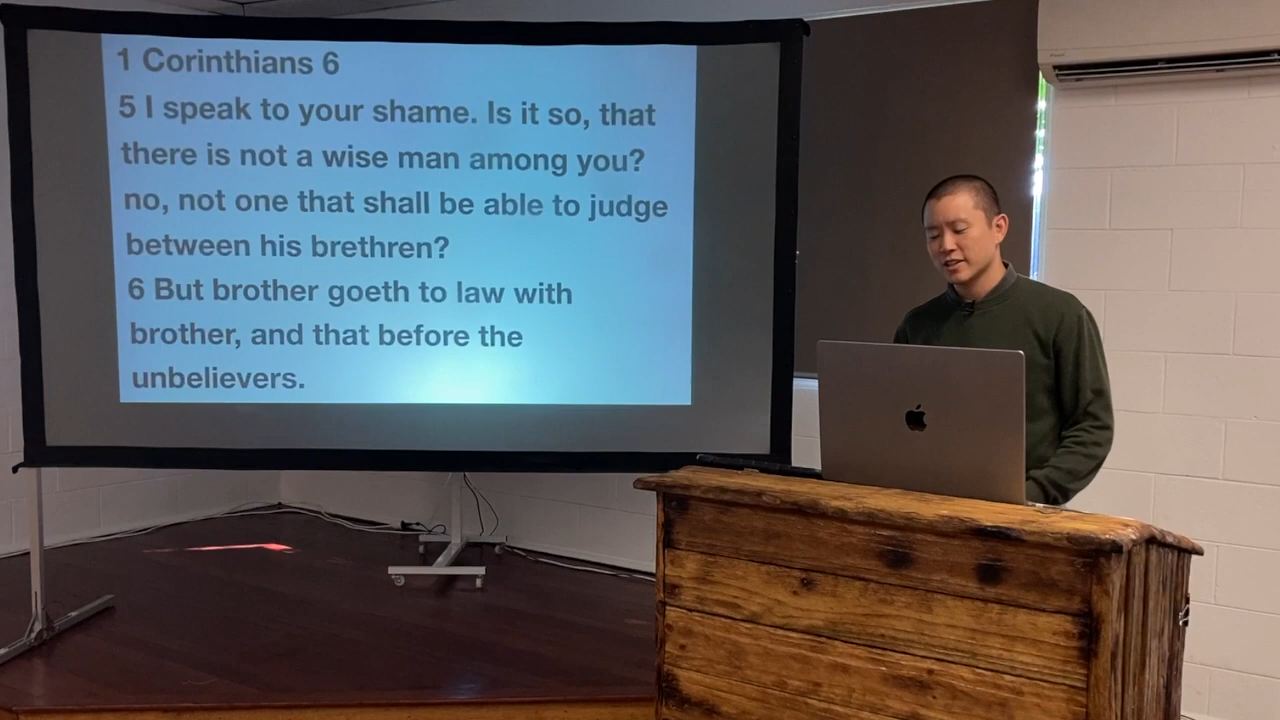 1 Corinthians 6
5 I speak to your shame. Is it so, that
there is not a wise man among you?
no, not one that shall be able to judge
between his brethren?
6 But brother goeth to law with
brother, and that before the
unbelievers.